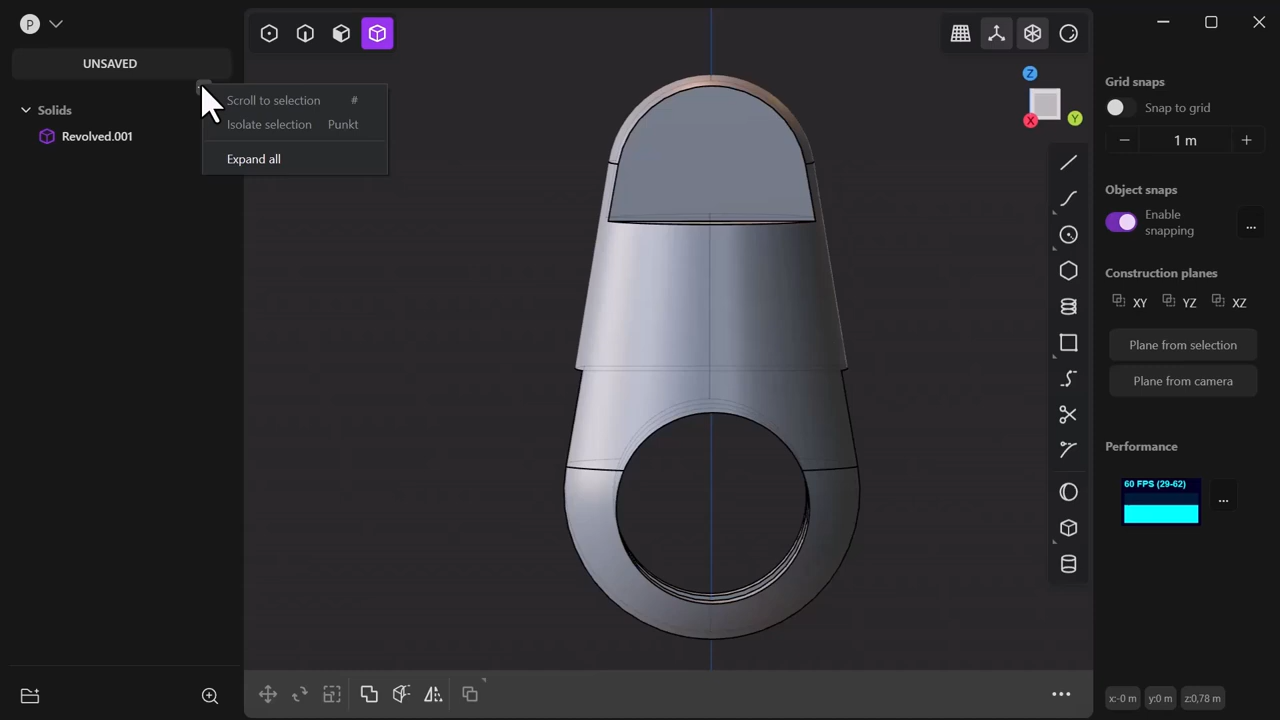 P
UNSAVED
Scroll to selection #
Isolate selection Punkt
Expand all
Solids
Revolved.001
Z
X
Y
Grid snaps
Snap to grid
− 1 m +
Object snaps
Enable
snapping
...
Construction planes
XY YZ XZ
Plane from selection
Plane from camera
Performance
60 FPS (29-62)
...
x:-0 m y:0 m z:0,78 m